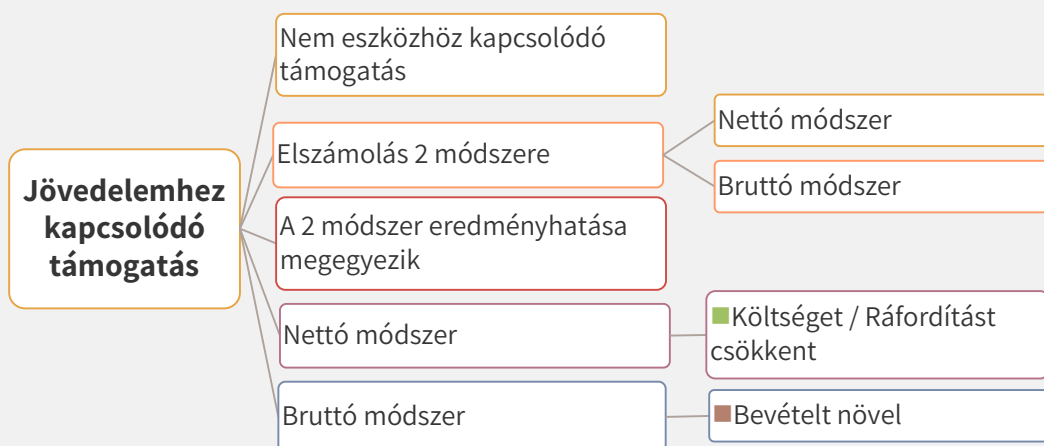 Nem eszközhöz kapcsolódó
támogatás
Nettó módszer
Elszámolás 2 módszere
Bruttó módszer
Jövedelemhez
kapcsolódó
támogatás
A 2 módszer eredményhatása
megegyezik
Nettó módszer
Költséget / Ráfordítást
csökkent
Bruttó módszer
Bevételt növel